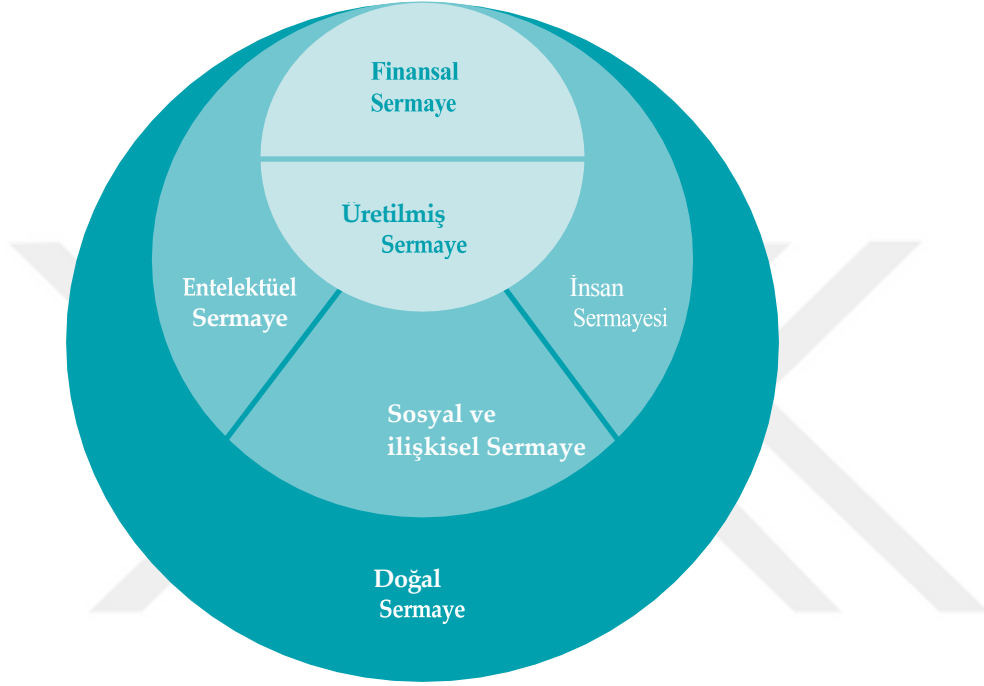 Finansal
Sermaye
Üretilmiş
Sermaye
Entelektüel
Sermaye
İnsan
Sermayesi
Sosyal ve
ilişkisel Sermaye
Doğal
Sermaye